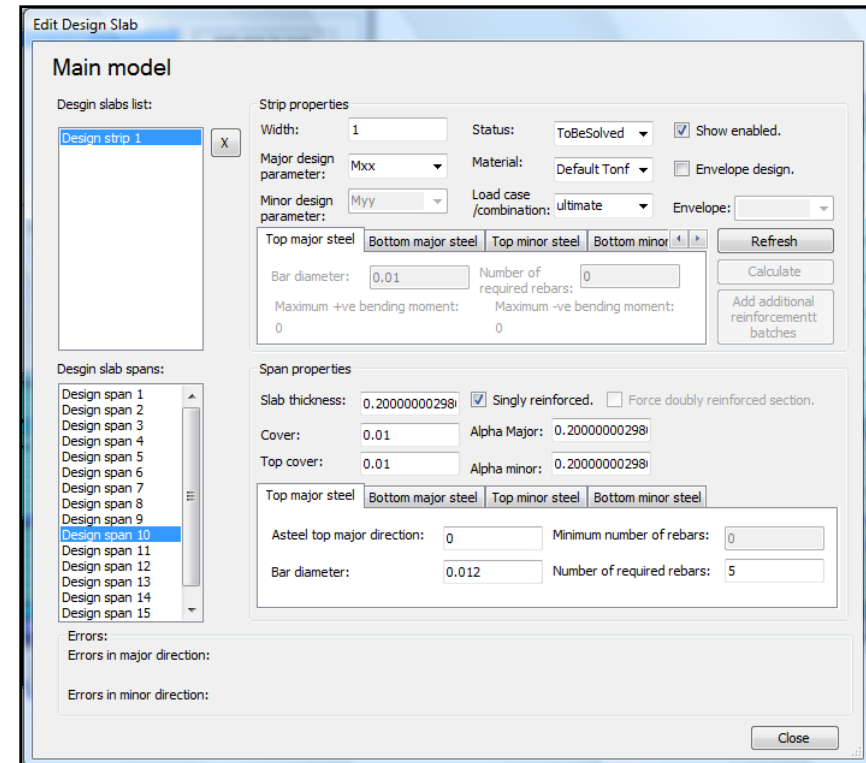 Edit Design Slab
Main model
Desgin slabs list:
Design strip 1
X
Strip properties
Width: 1 Status: ToBeSolved Show enabled.
Major design parameter: Mxx Material: Default Tonf Envelope design.
Minor design parameter: Myy Load case /combination: ultimate Envelope:
Top major steel Bottom major steel Top minor steel Bottom minor
Refresh
Bar diameter: 0.01 Number of required rebars: 0
Calculate
Maximum +ve bending moment: Maximum -ve bending moment:
0 0
Add additional
reinforcementt
batches
Desgin slab spans:
Design span 1
Design span 2
Design span 3
Design span 4
Design span 5
Design span 6
Design span 7
Design span 8
Design span 9
Design span 10
Design span 11
Design span 12
Design span 13
Design span 14
Design span 15
Span properties
Slab thickness: 0.20000000298 Singly reinforced. Force doubly reinforced section.
Cover: 0.01 Alpha Major: 0.20000000298
Top cover: 0.01 Alpha minor: 0.20000000298
Top major steel Bottom major steel Top minor steel Bottom minor steel
Asteel top major direction: 0 Minimum number of rebars: 0
Bar diameter: 0.012 Number of required rebars: 5
Errors:
Errors in major direction:
Errors in minor direction:
Close